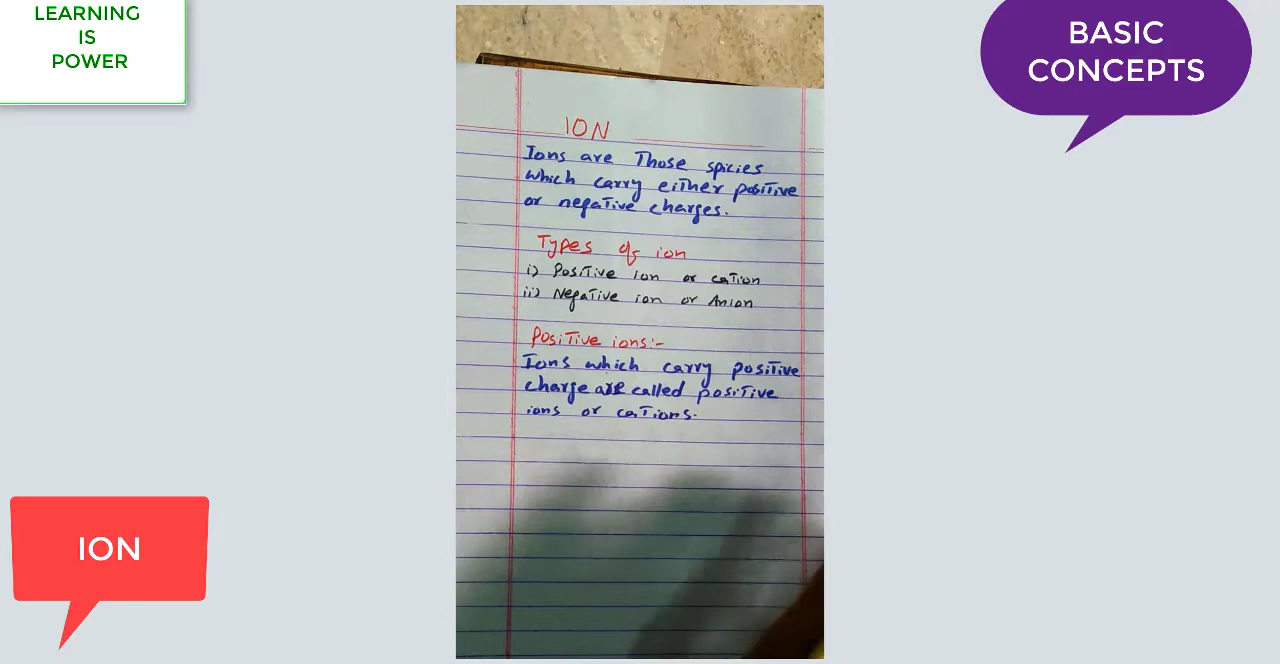 LEARNING
IS
POWER
BASIC
CONCEPTS
ION
Ions are Those spicies
which carry either positive
or negative charges.
Types of ion
i) Positive ion or cation
ii) Negative ion or Anion
Positive ions:-
Ions which carry positive
charge are called positive
ions or cations.
ION